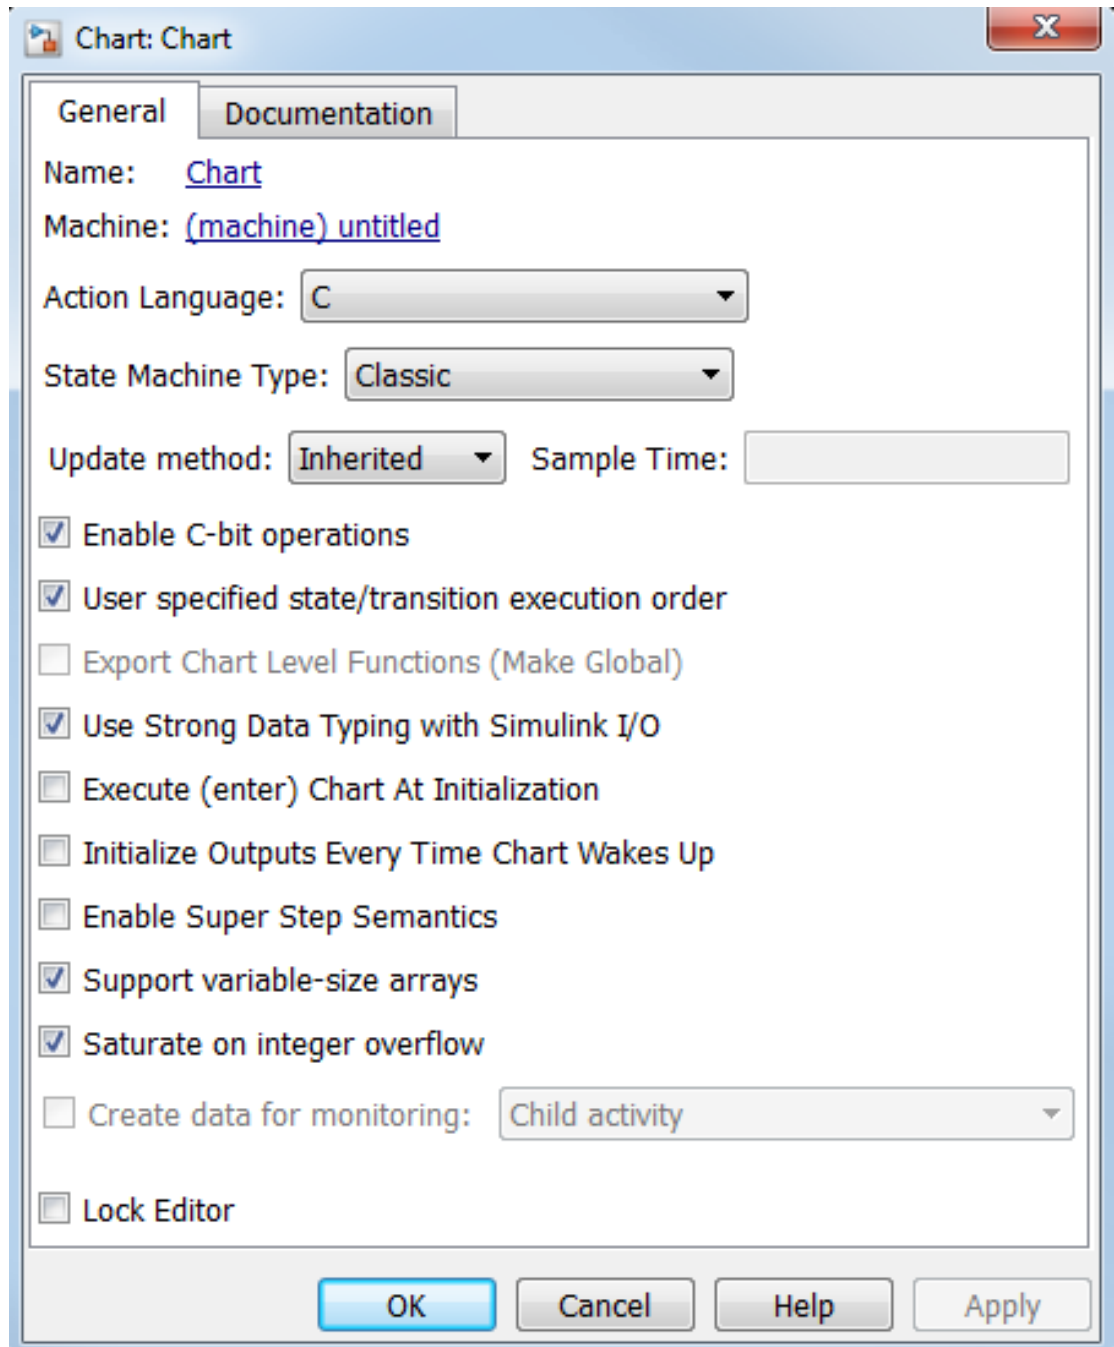 Chart: Chart
General Documentation
Name: Chart
Machine: (machine) untitled
Action Language: C
State Machine Type: Classic
Update method: Inherited Sample Time:
Enable C-bit operations
User specified state/transition execution order
Export Chart Level Functions (Make Global)
Use Strong Data Typing with Simulink I/O
Execute (enter) Chart At Initialization
Initialize Outputs Every Time Chart Wakes Up
Enable Super Step Semantics
Support variable-size arrays
Saturate on integer overflow
Create data for monitoring: Child activity
Lock Editor
OK Cancel Help Apply